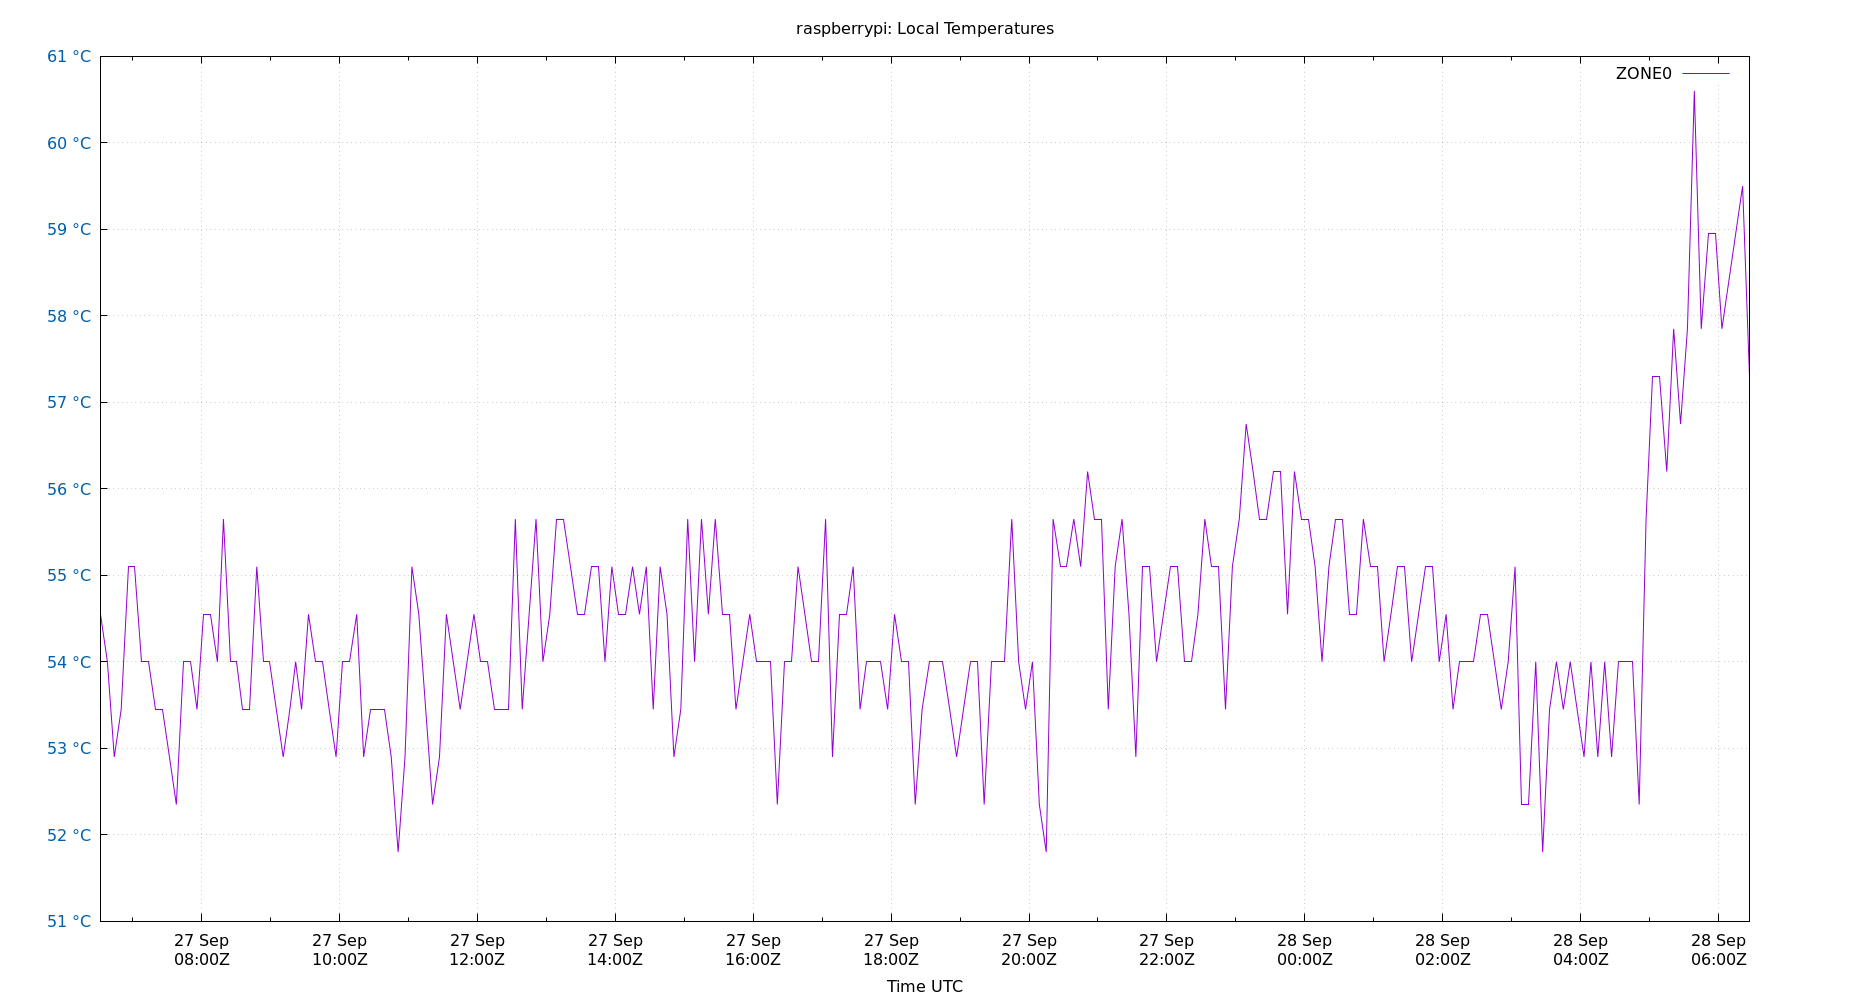 raspberrypi: Local Temperatures
ZONE0
61 °C
60 °C
59 °C
58 °C
57 °C
56 °C
55 °C
54 °C
53 °C
52 °C
51 °C
27 Sep 27 Sep 27 Sep 27 Sep 27 Sep 27 Sep 27 Sep 27 Sep 28 Sep 28 Sep 28 Sep 28 Sep
08:00Z 10:00Z 12:00Z 14:00Z 16:00Z 18:00Z 20:00Z 22:00Z 00:00Z 02:00Z 04:00Z 06:00Z
Time UTC